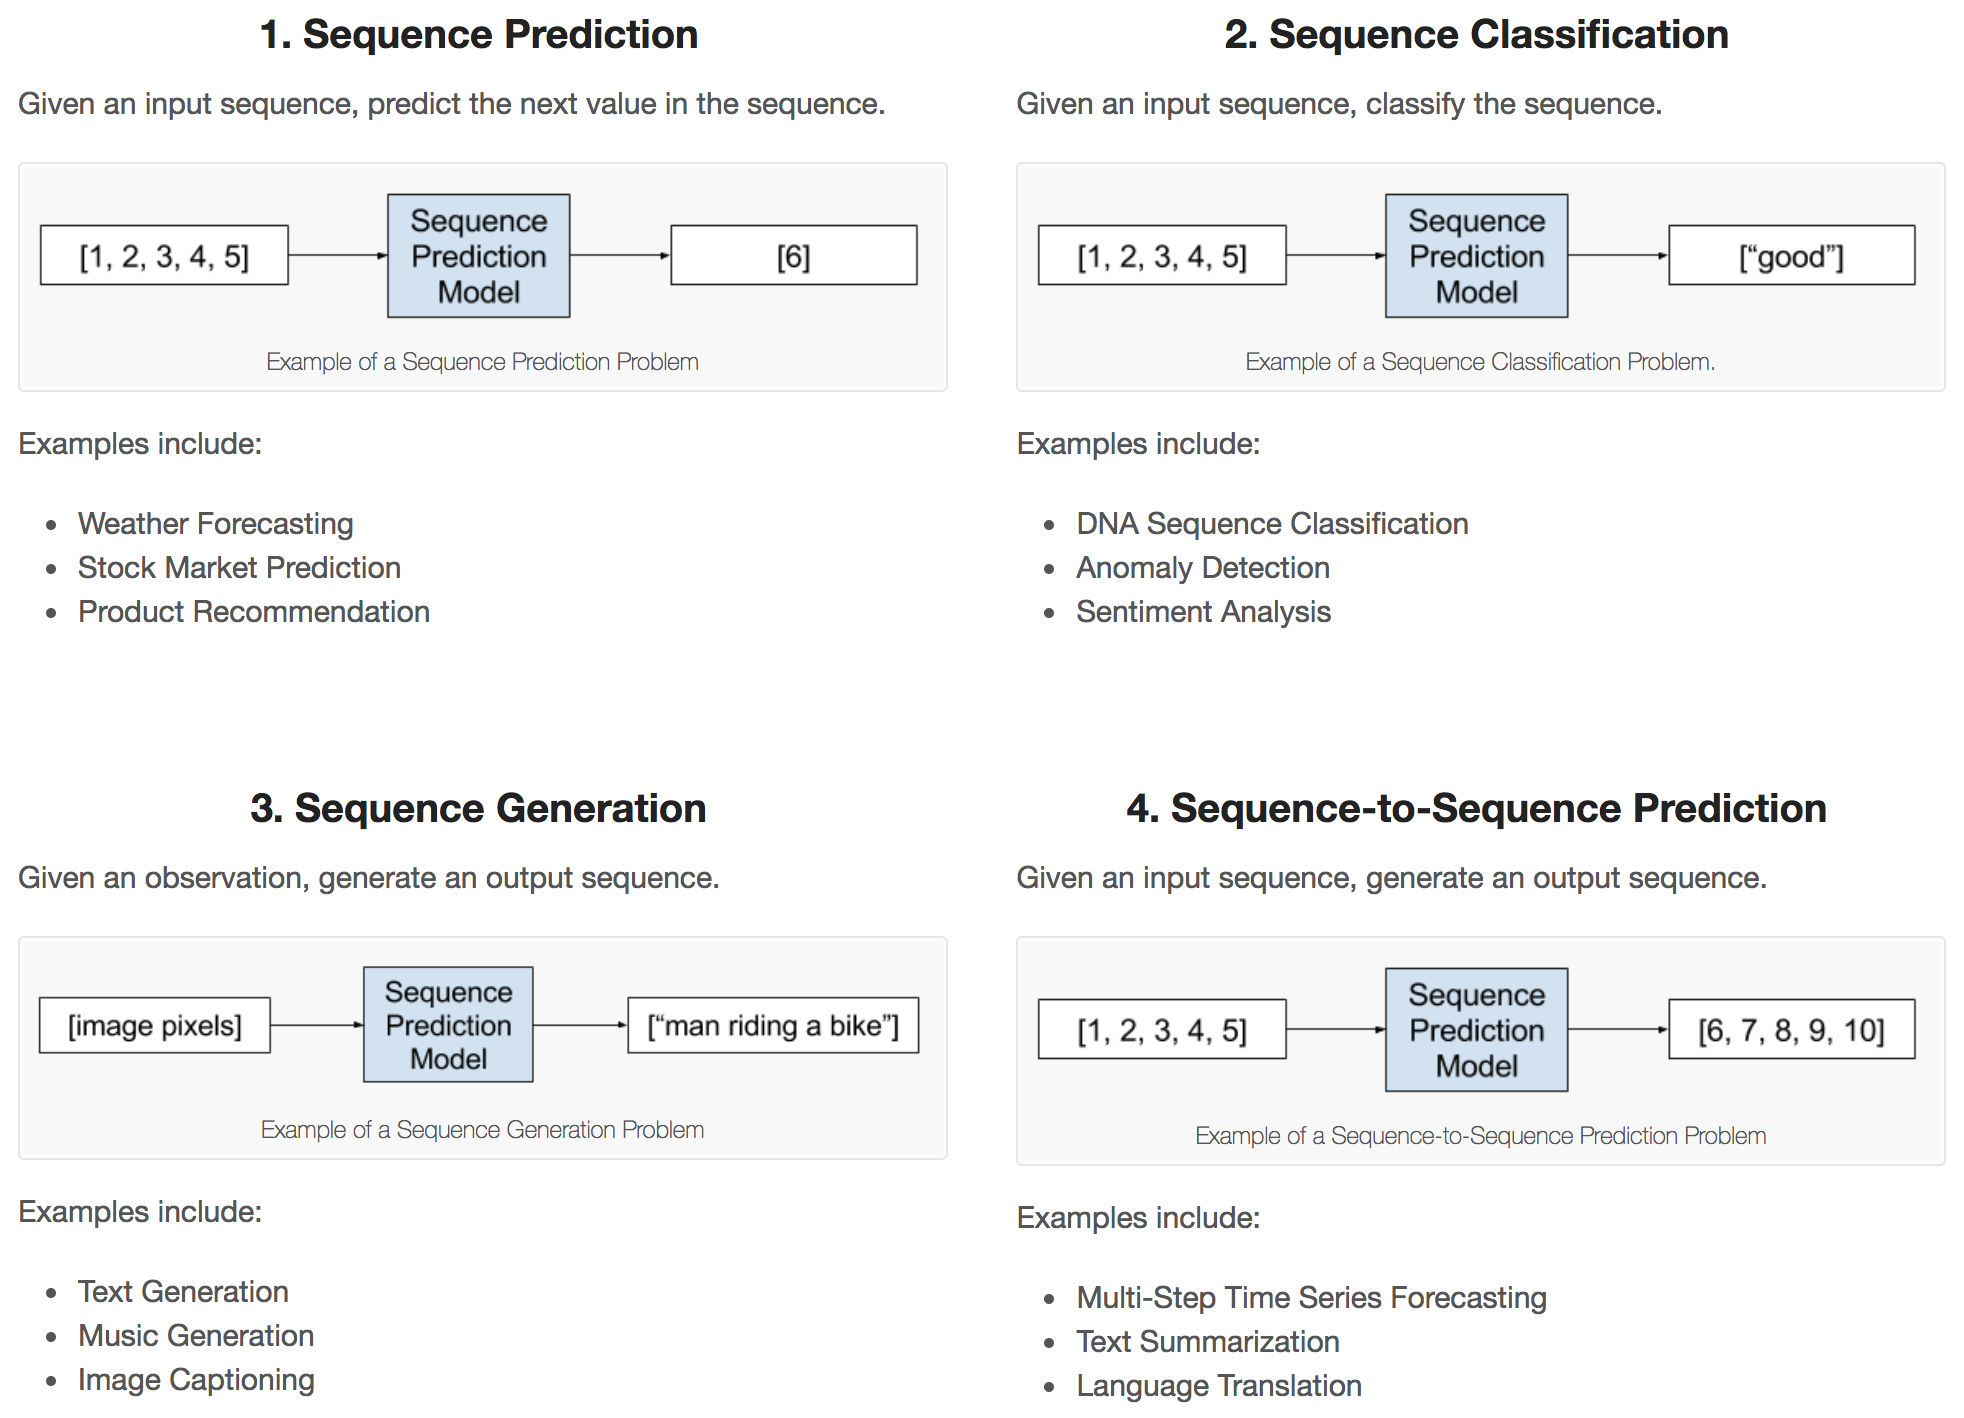 1. Sequence Prediction
Given an input sequence, predict the next value in the sequence.
[1, 2, 3, 4, 5]
Sequence
Prediction
Model
[6]
Example of a Sequence Prediction Problem
Examples include:
• Weather Forecasting
• Stock Market Prediction
• Product Recommendation
2. Sequence Classification
Given an input sequence, classify the sequence.
[1, 2, 3, 4, 5]
Sequence
Prediction
Model
[“good”]
Example of a Sequence Classification Problem.
Examples include:
• DNA Sequence Classification
• Anomaly Detection
• Sentiment Analysis
3. Sequence Generation
Given an observation, generate an output sequence.
[image pixels]
Sequence
Prediction
Model
[“man riding a bike”]
Example of a Sequence Generation Problem
Examples include:
• Text Generation
• Music Generation
• Image Captioning
4. Sequence-to-Sequence Prediction
Given an input sequence, generate an output sequence.
[1, 2, 3, 4, 5]
Sequence
Prediction
Model
[6, 7, 8, 9, 10]
Example of a Sequence-to-Sequence Prediction Problem
Examples include:
• Multi-Step Time Series Forecasting
• Text Summarization
• Language Translation